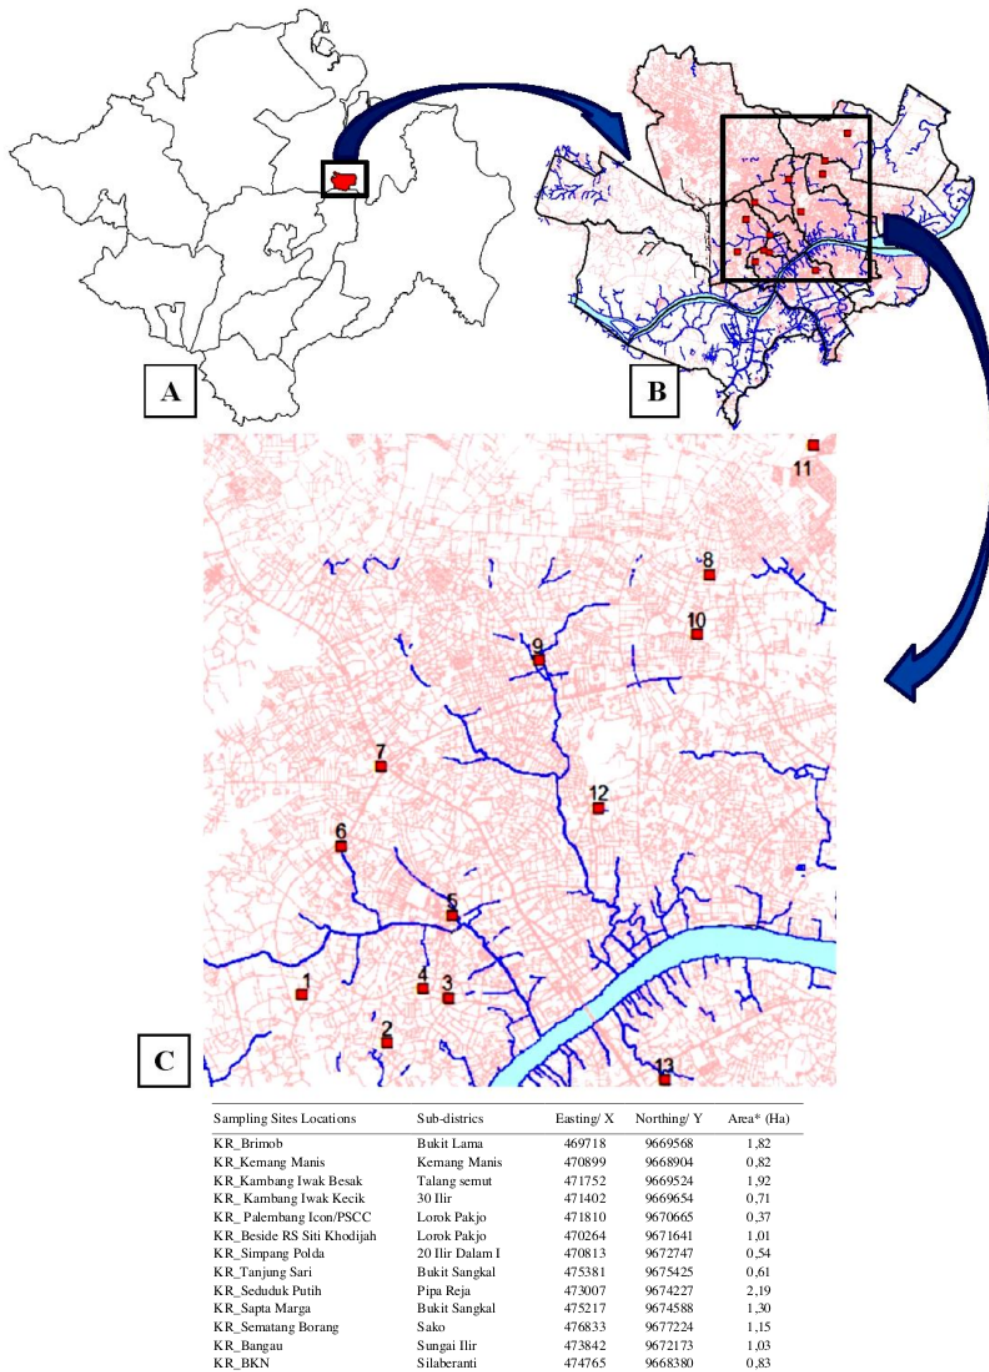 A
B
11
8
10
9
7
12
6
5
4
3
1
2
13
C
Sampling Sites Locations Sub-districs Easting/ X Northing/ Y Area* (Ha)
KR_Brimob Bukit Lama 469718 9669568 1,82
KR_Kemang Manis Kemang Manis 470899 9668904 0,82
KR_Kambang Iwak Besak Talang semut 471752 9669524 1,92
KR_ Kambang Iwak Kecik 30 Ilir 471402 9669654 0,71
KR_ Palembang Icon/PSCC Lorok Pakjo 471810 9670665 0,37
KR_Beside RS Siti Khodijah Lorok Pakjo 470264 9671641 1,01
KR_Simpang Polda 20 Ilir Dalam I 470813 9672747 0,54
KR_Tanjung Sari Bukit Sangkal 475381 9675425 0,61
KR_Seduduk Putih Pipa Reja 473007 9674227 2,19
KR_Sapta Marga Bukit Sangkal 475217 9674588 1,30
KR_Sematang Borang Sako 476833 9677224 1,15
KR_Bangau Sungai Ilir 473842 9672173 1,03
KR_BKN Silaberanti 474765 9668380 0,83